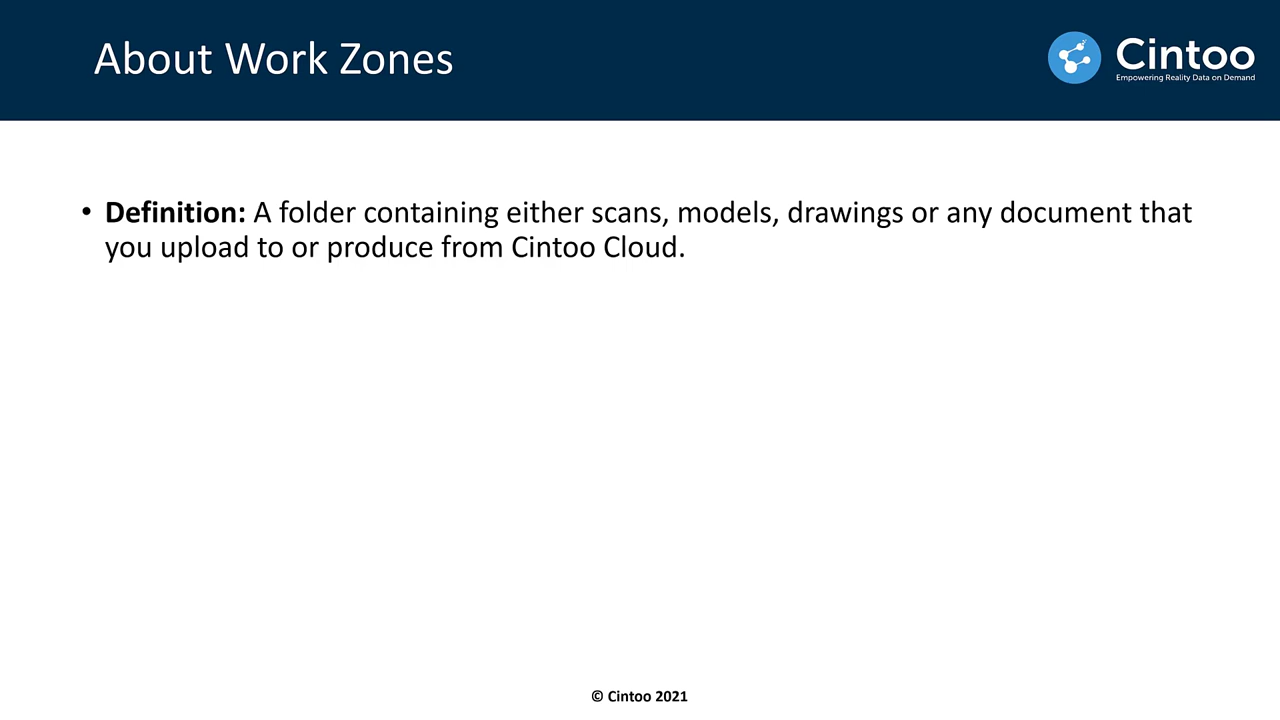 About Work Zones
Cintoo
Empowering Reality Data on Demand
• Definition: A folder containing either scans, models, drawings or any document that
you upload to or produce from Cintoo Cloud.
© Cintoo 2021